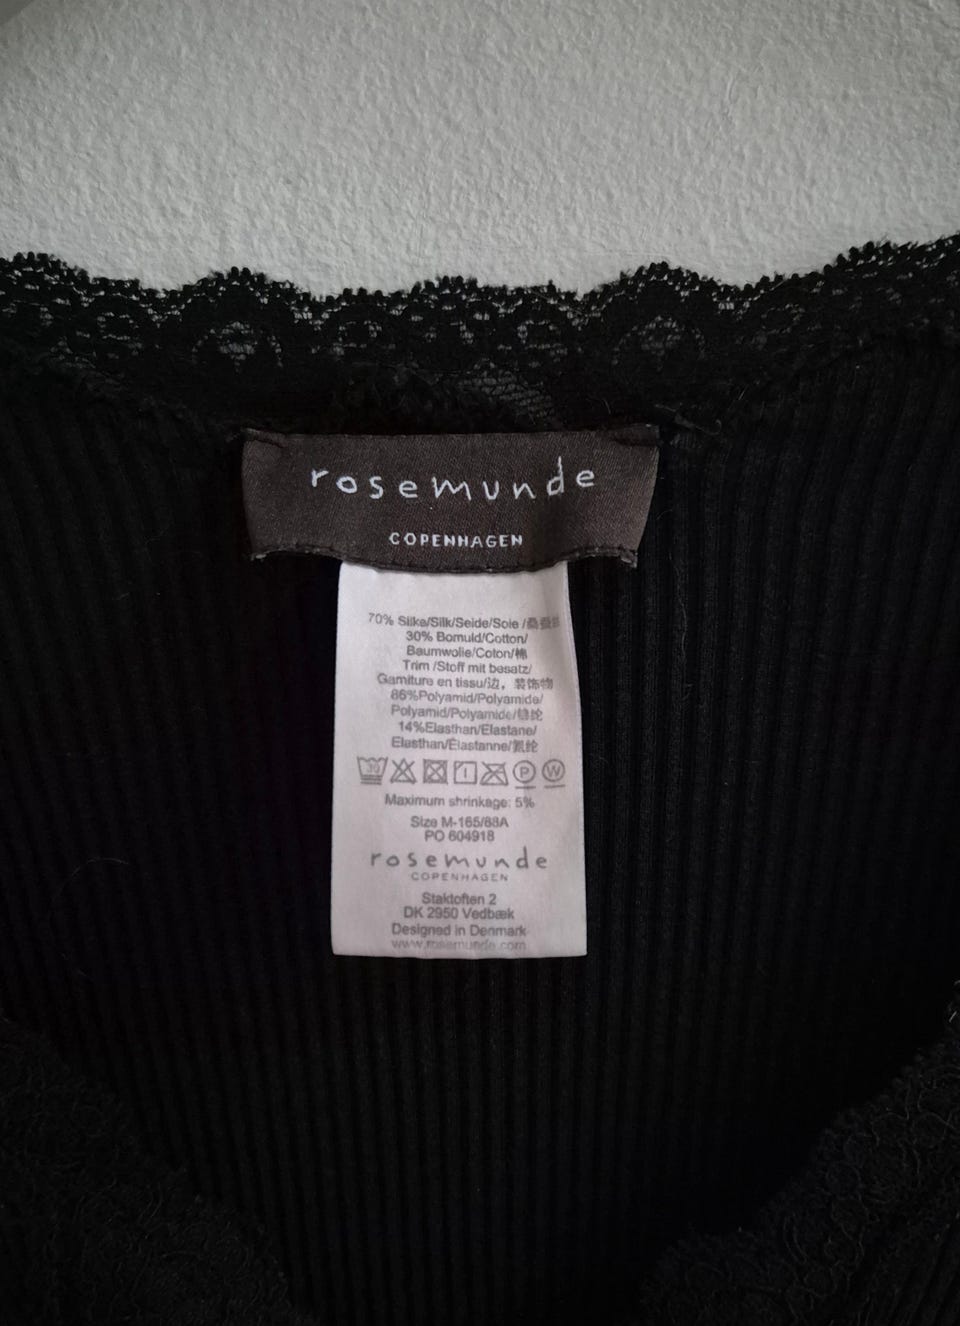 rosemunde
COPENHAGEN
70% Silke/Silk/Seide/Soie /桑蚕丝
30% Bomuld/Cotton/
Baumwolle/Coton/棉
Trim /Stoff mit besatz/
Garniture en tissu/边，装饰物
86%Polyamid/Polyamide/
Polyamid/Polyamide/锦纶
14%Elasthan/Elastane/
Elasthan/Elastanne/氨纶
30 I P W
Maximum shrinkage: 5%
Size M-165/88A
PO 604918
rosemunde
COPENHAGEN
Staktoften 2
DK 2950 Vedbæk
Designed in Denmark
www.rosemunde.com